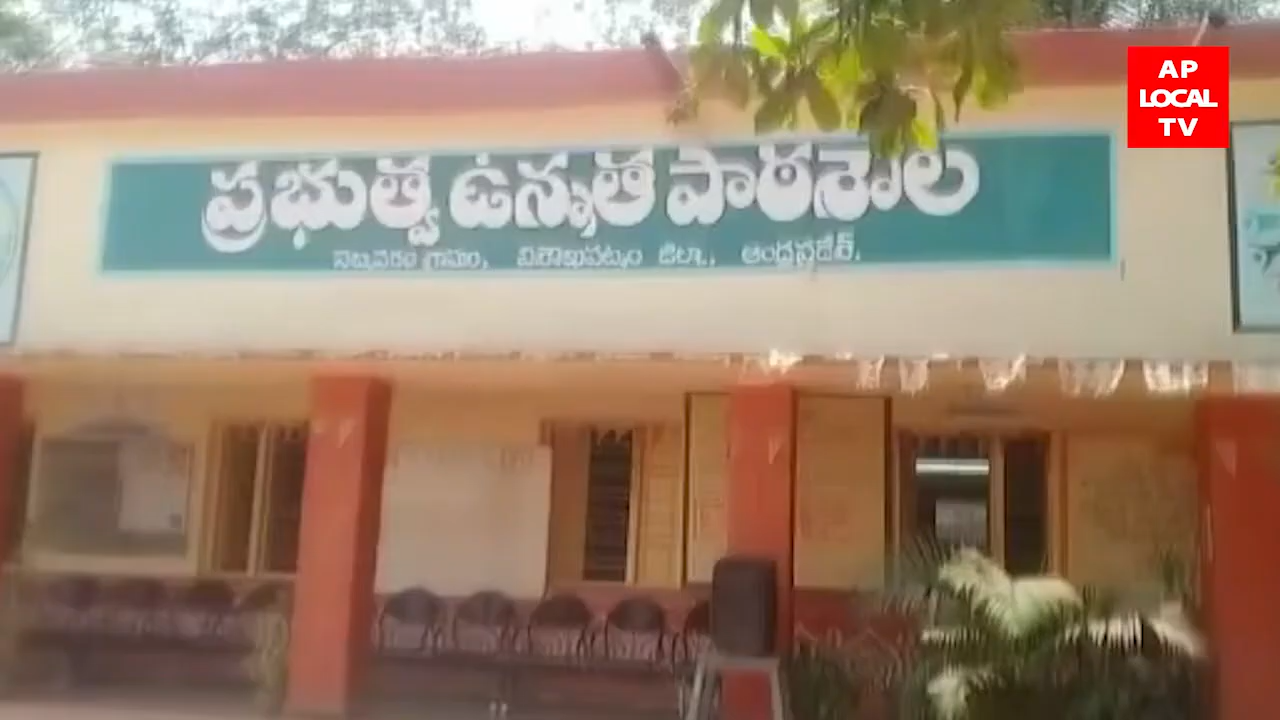 ప్రభుత్వ ఉన్నత పాఠశాల
గ్రామం, విశాఖపట్నం జిల్లా, ఆంధ్రప్రదేశ్.
AP
LOCAL
TV